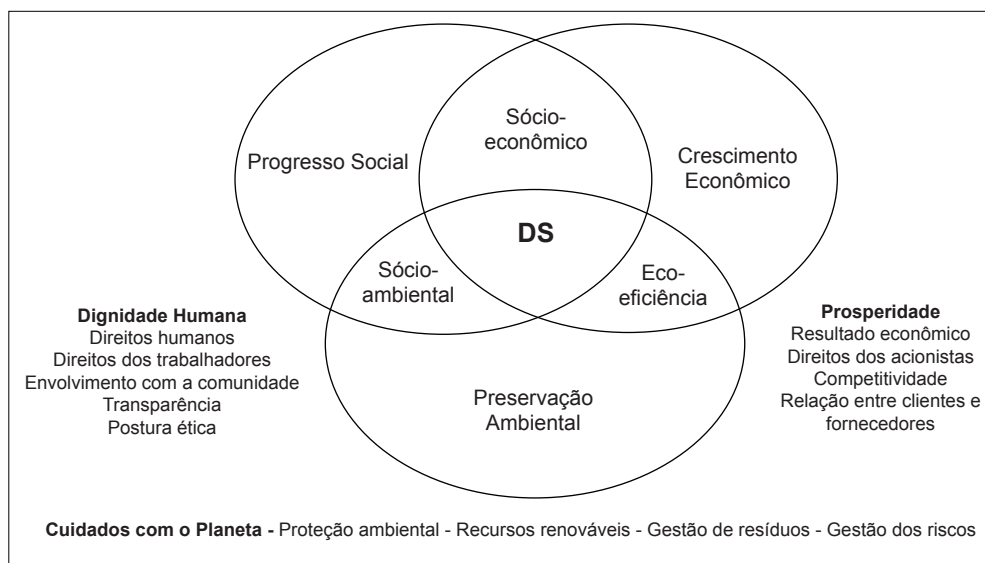 Sócio-
econômico
Progresso Social
Crescimento
Econômico
DS
Sócio-
ambiental
Eco-
eficiência
Dignidade Humana
Direitos humanos
Direitos dos trabalhadores
Envolvimento com a comunidade
Transparência
Postura ética
Prosperidade
Resultado econômico
Direitos dos acionistas
Competitividade
Relação entre clientes e
fornecedores
Preservação
Ambiental
Cuidados com o Planeta - Proteção ambiental - Recursos renováveis - Gestão de resíduos - Gestão dos riscos